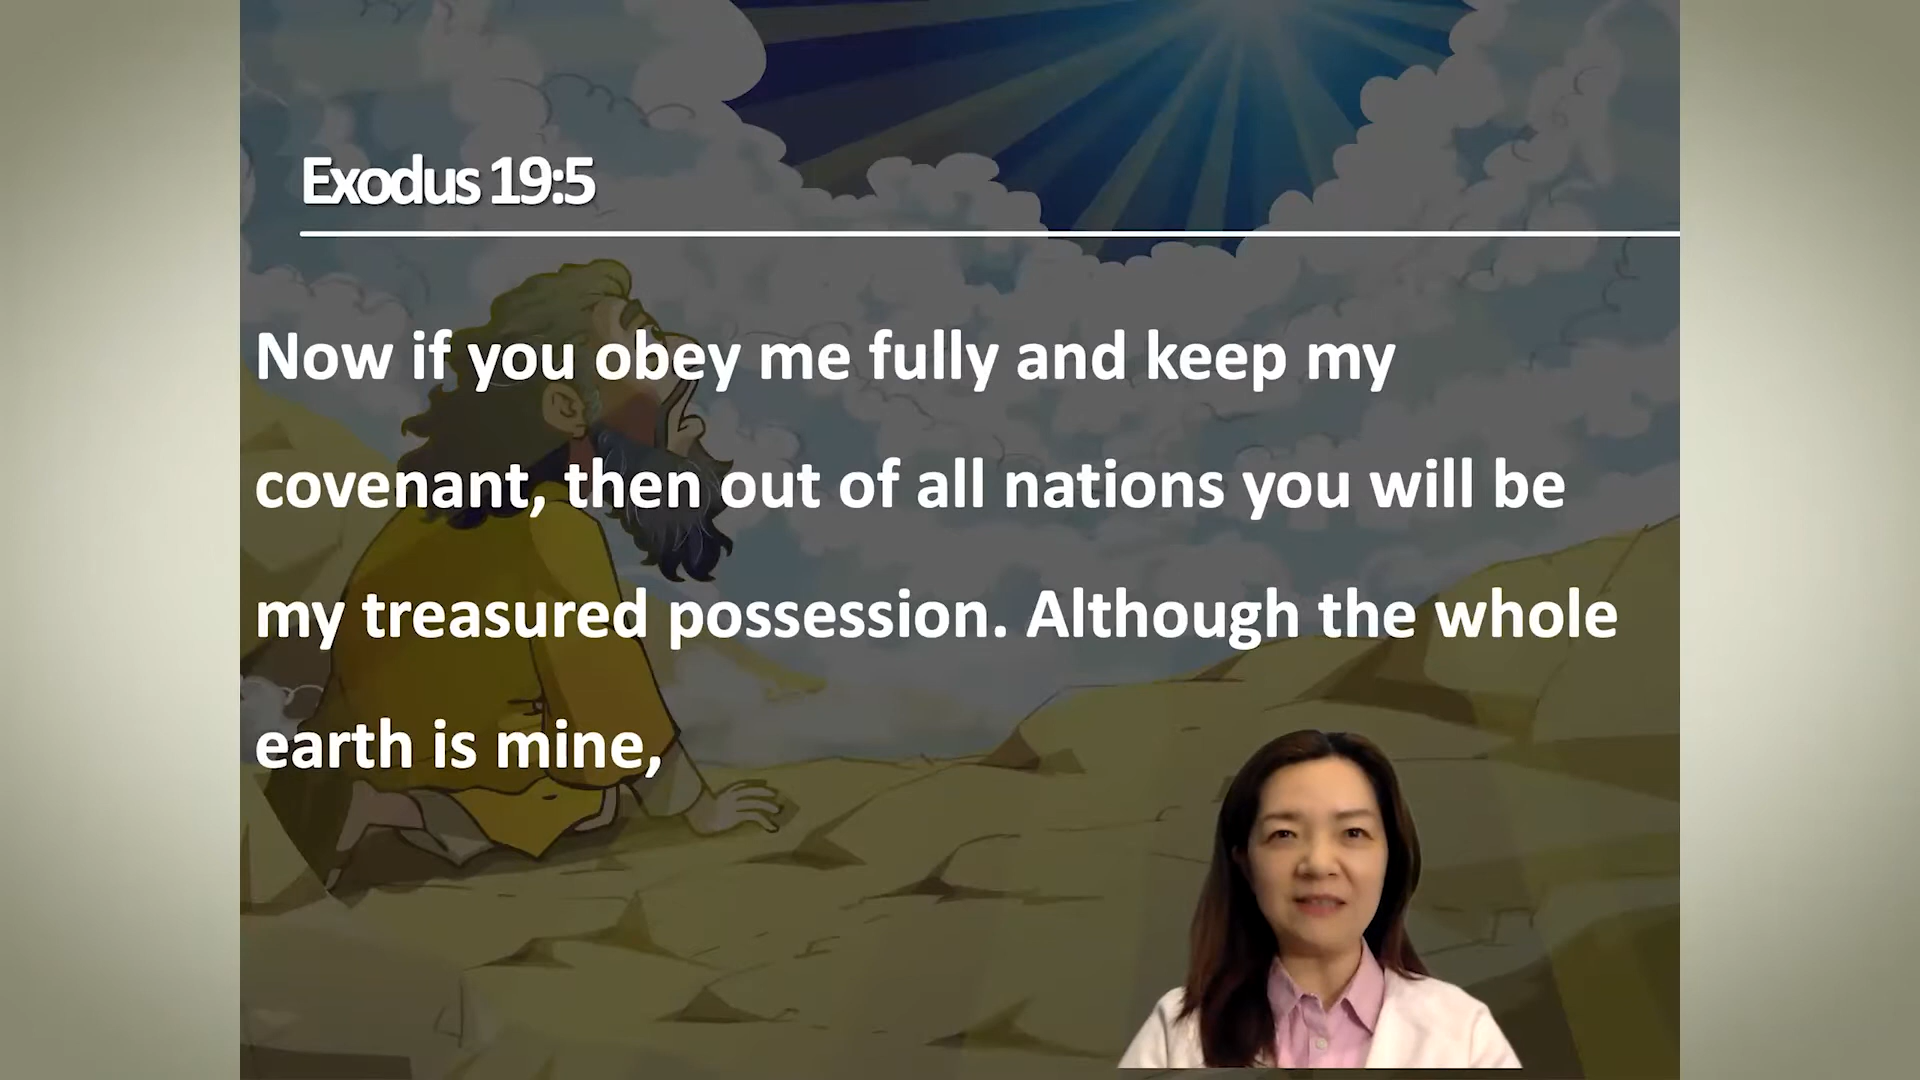 Exodus 19:5
Now if you obey me fully and keep my
covenant, then out of all nations you will be
my treasured possession. Although the whole
earth is mine,